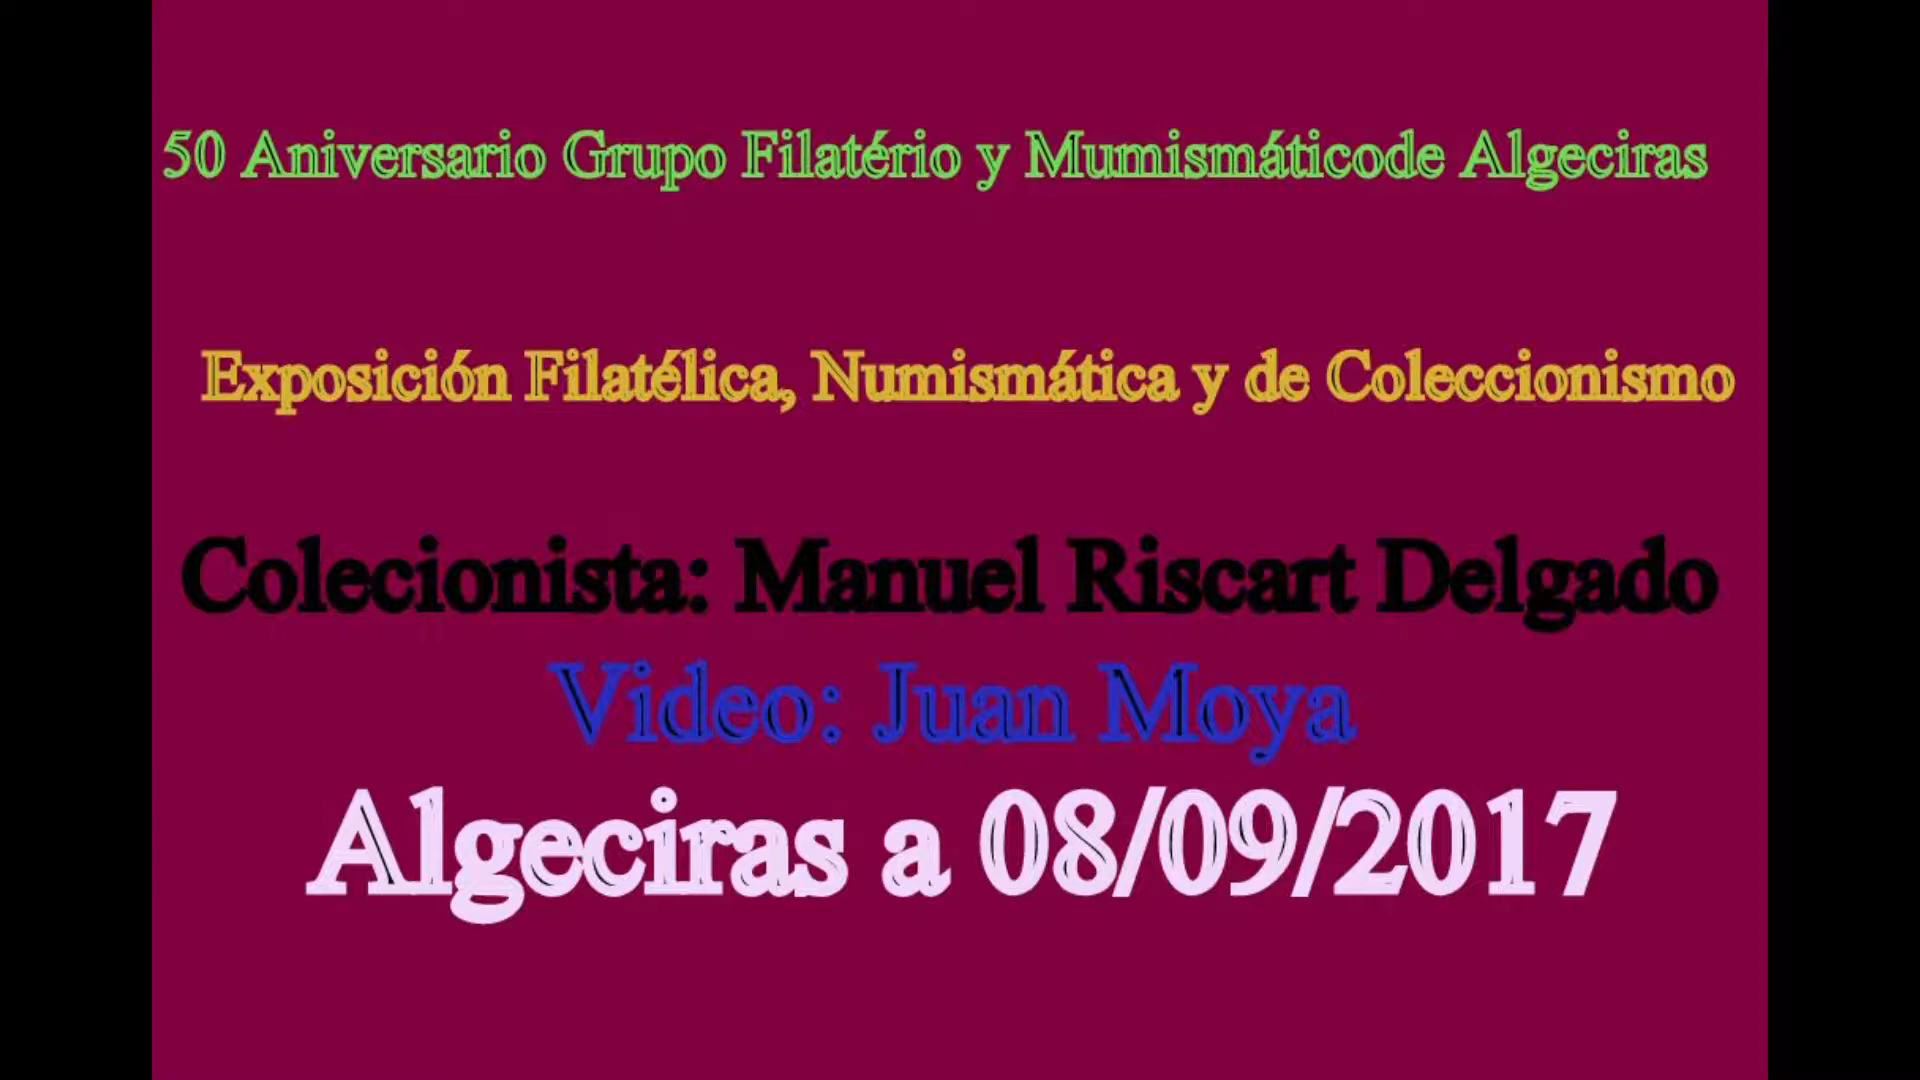 50 Aniversario Grupo Filatério y Mumismáticode Algeciras
Exposición Filatélica, Numismática y de Coleccionismo
Colecionista: Manuel Riscart Delgado
Video: Juan Moya
Algeciras a 08/09/2017